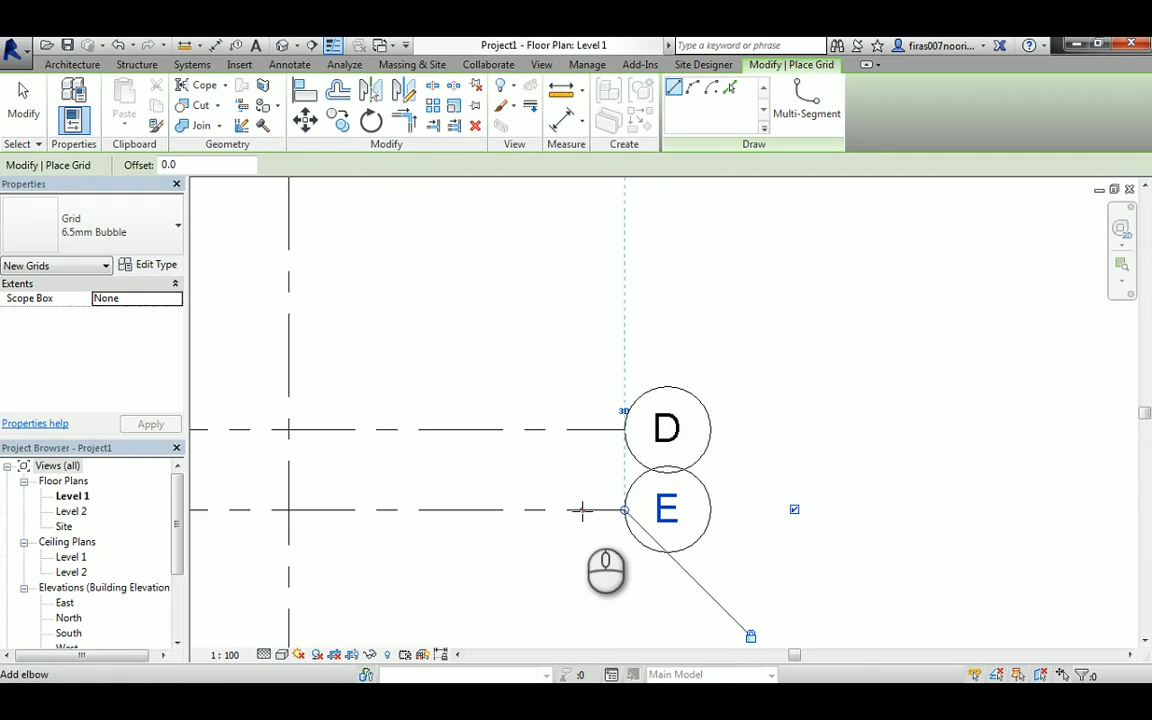 Project1 - Floor Plan: Level 1
Type a keyword or phrase
firas007noori...
Architecture Structure Systems Insert Annotate Analyze Massing & Site Collaborate View Manage Add-Ins Site Designer Modify | Place Grid
Modify
Paste
Cope
Cut
Join
Multi-Segment
Select Properties Clipboard Geometry Modify View Measure Create Draw
Modify | Place Grid Offset: 0.0
Properties
Grid
6.5mm Bubble
New Grids Edit Type
Extents
Scope Box None
Properties help Apply
Project Browser - Project1
Views (all)
Floor Plans
Level 1
Level 2
Site
Ceiling Plans
Level 1
Level 2
Elevations (Building Elevation
East
North
South
West
3D
D
E
1 : 100
Add elbow
:0
Main Model
:0